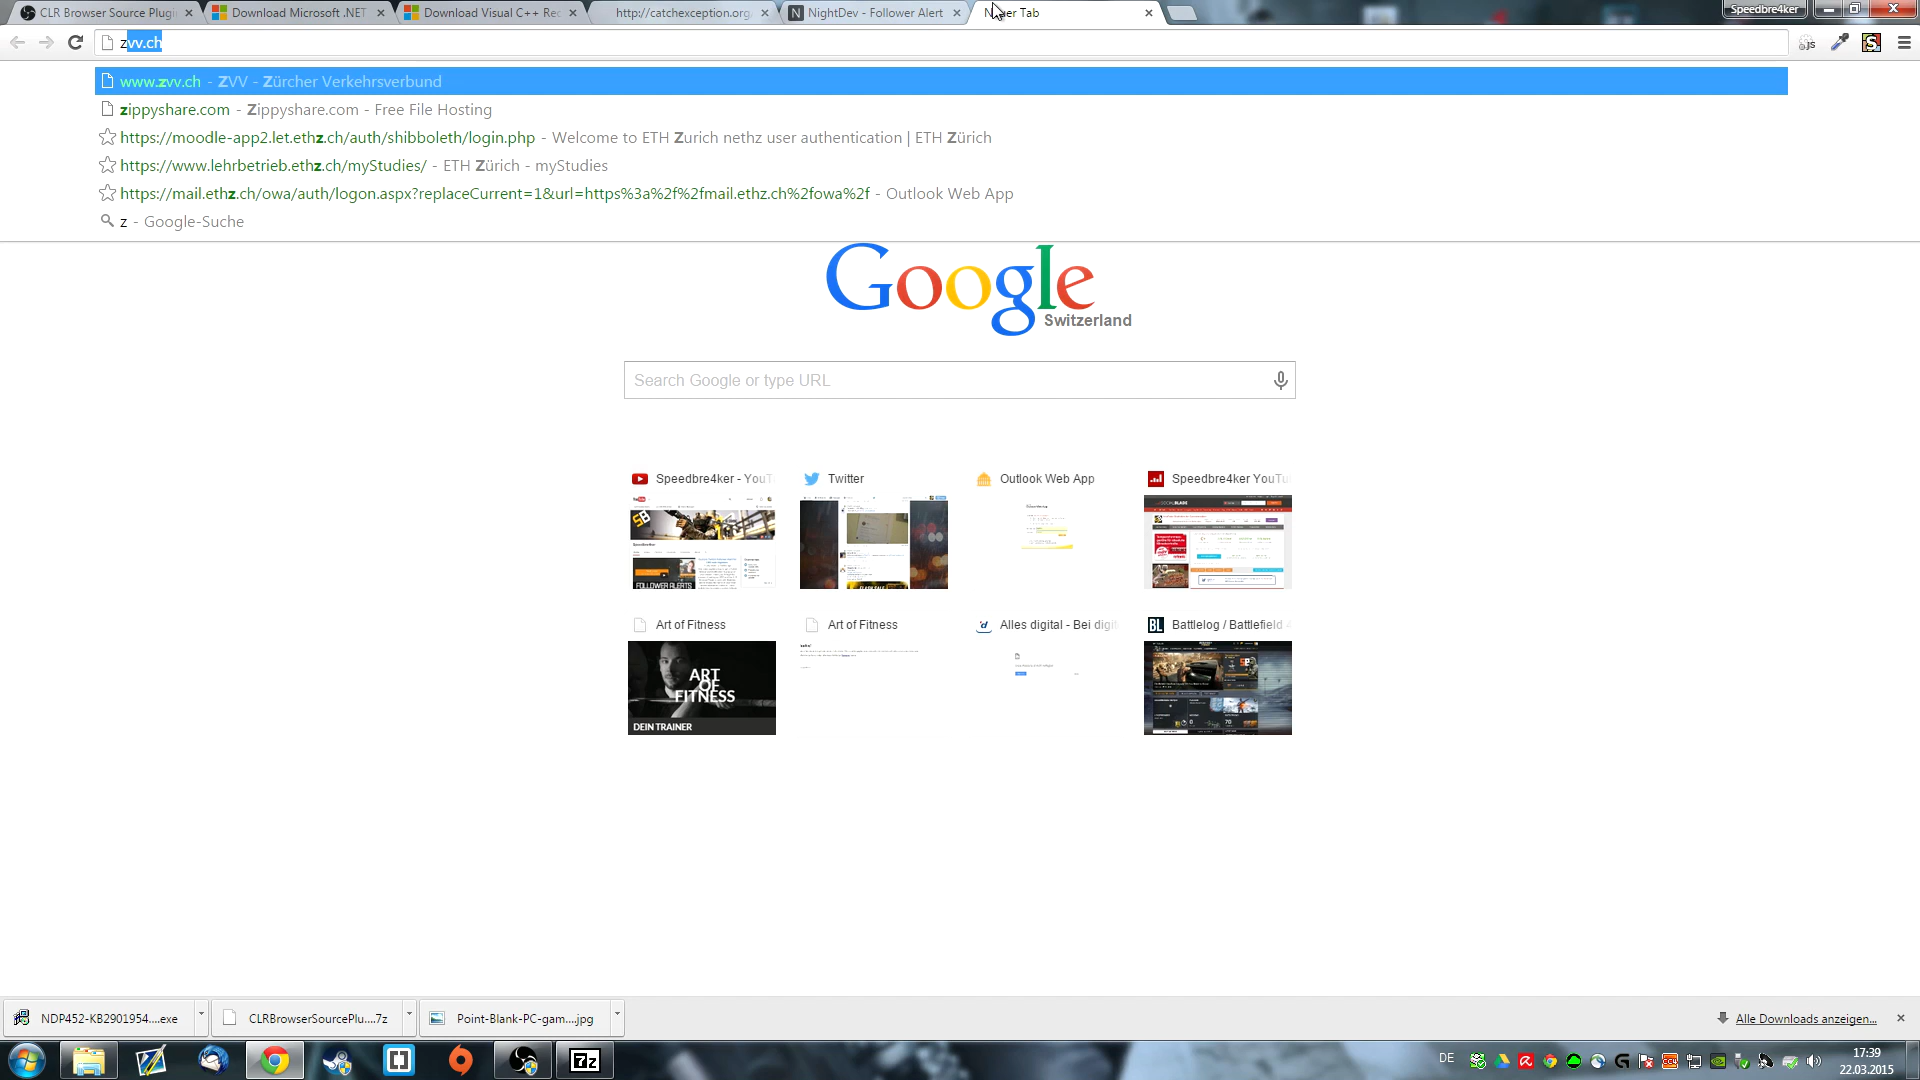 CLR Browser Source Plugi
Download Microsoft .NET
Download Visual C++ Rec
http://catchexception.org
NightDev - Follower Alert
er Tab
Speedbre4ker
zvv.ch
www.zvv.ch - ZVV - Zürcher Verkehrsverbund
zippyshare.com - Zippyshare.com - Free File Hosting
https://moodle-app2.let.ethz.ch/auth/shibboleth/login.php - Welcome to ETH Zurich nethz user authentication | ETH Zürich
https://www.lehrbetrieb.ethz.ch/myStudies/ - ETH Zürich - myStudies
https://mail.ethz.ch/owa/auth/logon.aspx?replaceCurrent=1&url=https%3a%2f%2fmail.ethz.ch%2fowa%2f - Outlook Web App
z - Google-Suche
Google
Switzerland
Search Google or type URL
Speedbre4ker - YouT
Twitter
Outlook Web App
Speedbre4ker YouTu
FOLLOWER ALERTS
Art of Fitness
Art of Fitness
Alles digital - Bei digit
Battlelog / Battlefield 4
ART
OF
FITNESS
DEIN TRAINER
NDP452-KB2901954....exe
CLRBrowserSourcePlu....7z
Point-Blank-PC-gam....jpg
Alle Downloads anzeigen...
7z
DE
17:39
22.03.2015